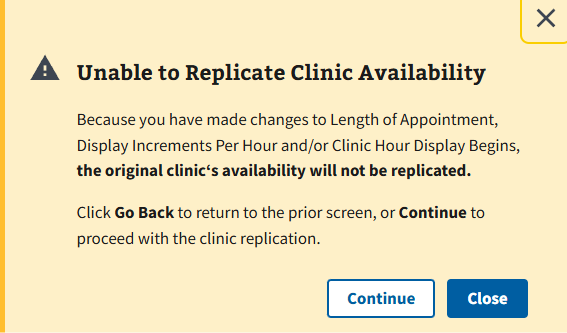 Unable to Replicate Clinic Availability
Because you have made changes to Length of Appointment,
Display Increments Per Hour and/or Clinic Hour Display Begins,
the original clinic‘s availability will not be replicated.
Click Go Back to return to the prior screen, or Continue to
proceed with the clinic replication.
Continue
Close